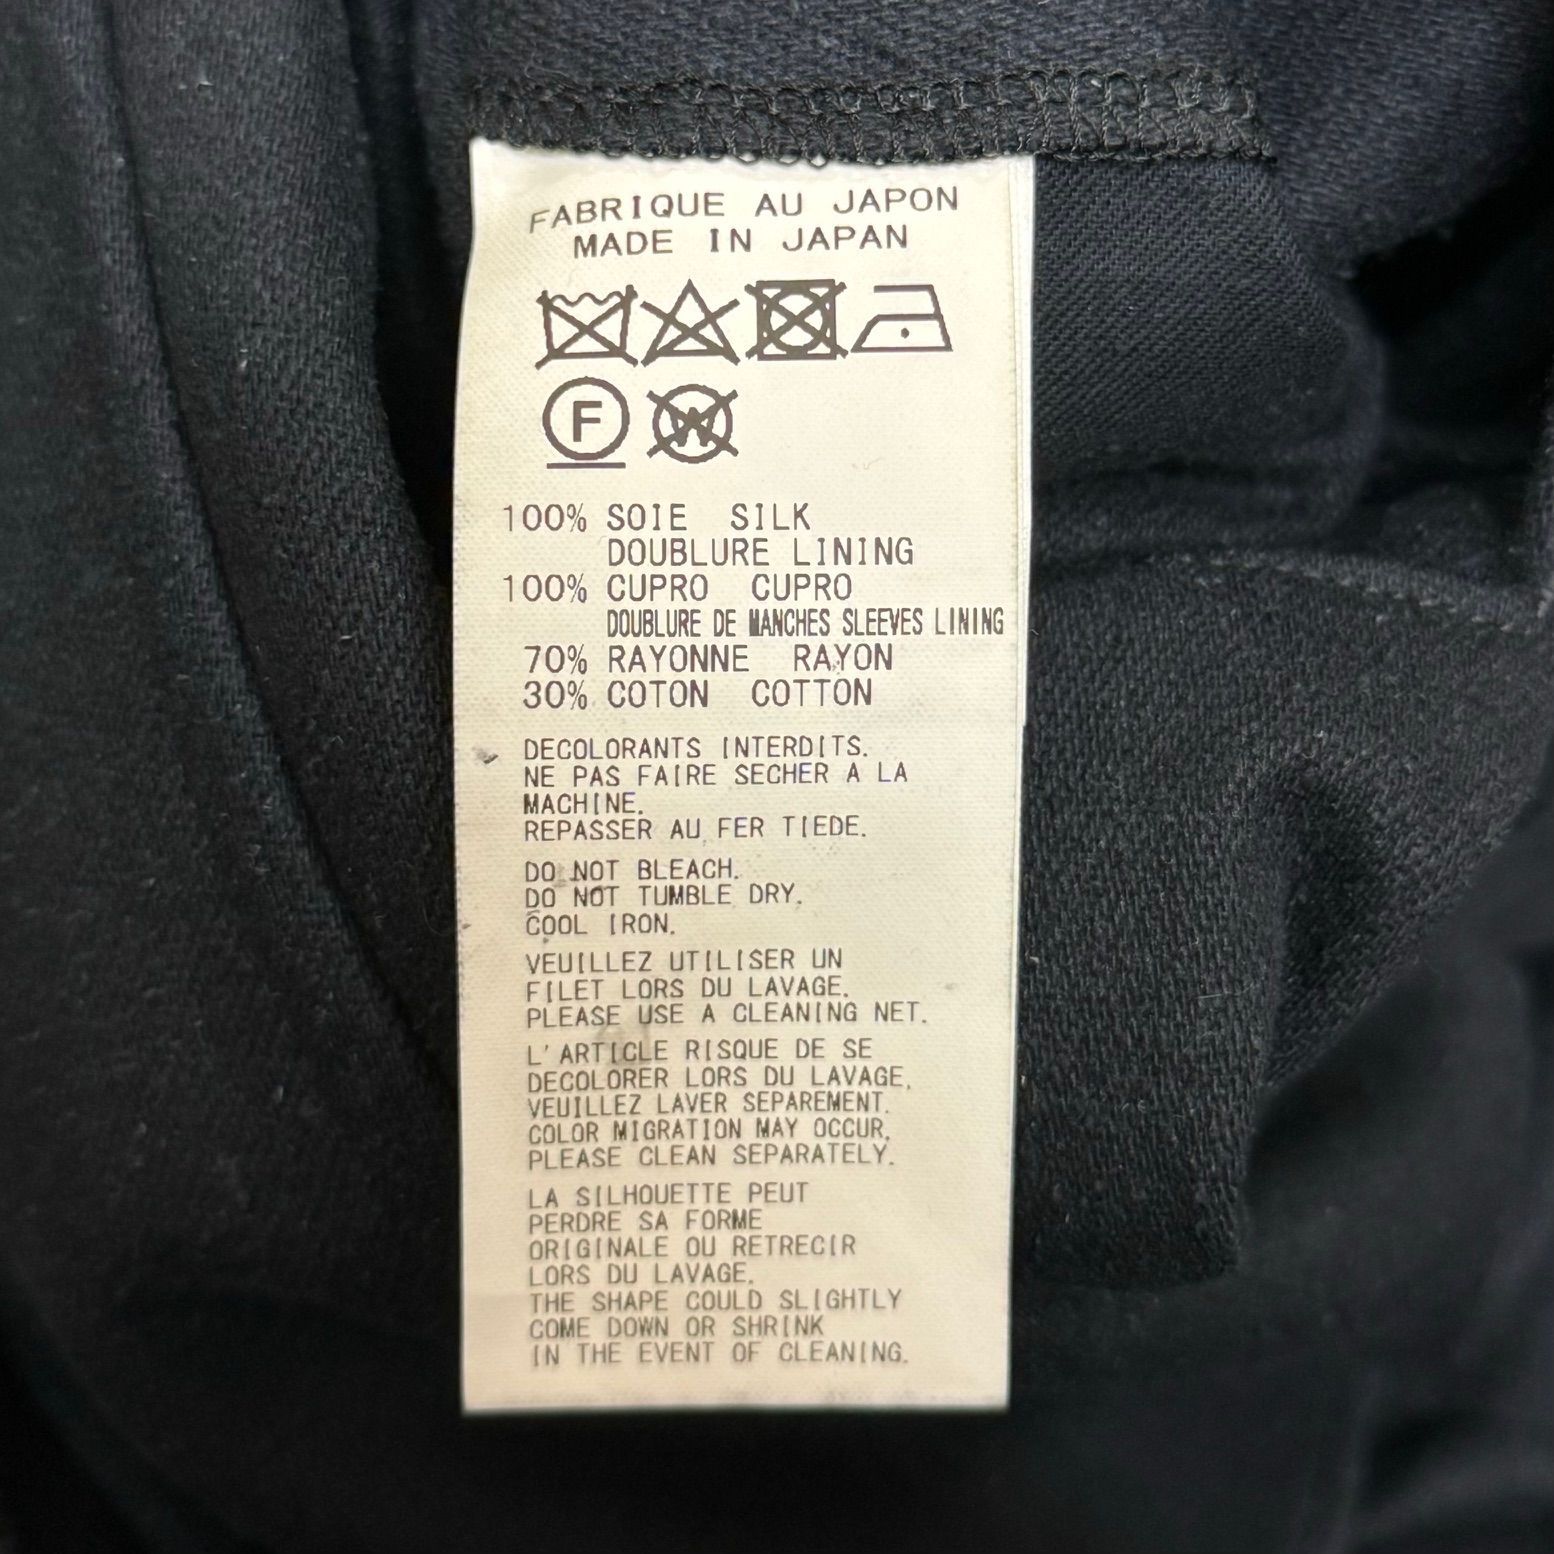 FABRIQUE AU JAPON
MADE IN JAPAN
F
W
100% SOIE SILK
DOUBLURE LINING
100% CUPRO CUPRO
DOUBLURE DE MANCHES SLEEVES LINING
70% RAYONNE RAYON
30% COTON COTTON
DECOLORANTS INTERDITS.
NE PAS FAIRE SECHER A LA
MACHINE.
REPASSER AU FER TIEDE.
DO NOT BLEACH.
DO NOT TUMBLE DRY.
COOL IRON.
VEUILLEZ UTILISER UN
FILET LORS DU LAVAGE.
PLEASE USE A CLEANING NET.
L'ARTICLE RISQUE DE SE
DECOLORER LORS DU LAVAGE,
VEUILLEZ LAVER SEPAREMENT.
COLOR MIGRATION MAY OCCUR,
PLEASE CLEAN SEPARATELY.
LA SILHOUETTE PEUT
PERDRE SA FORME
ORIGINALE OU RETRECIR
LORS DU LAVAGE.
THE SHAPE COULD SLIGHTLY
COME DOWN OR SHRINK
IN THE EVENT OF CLEANING.